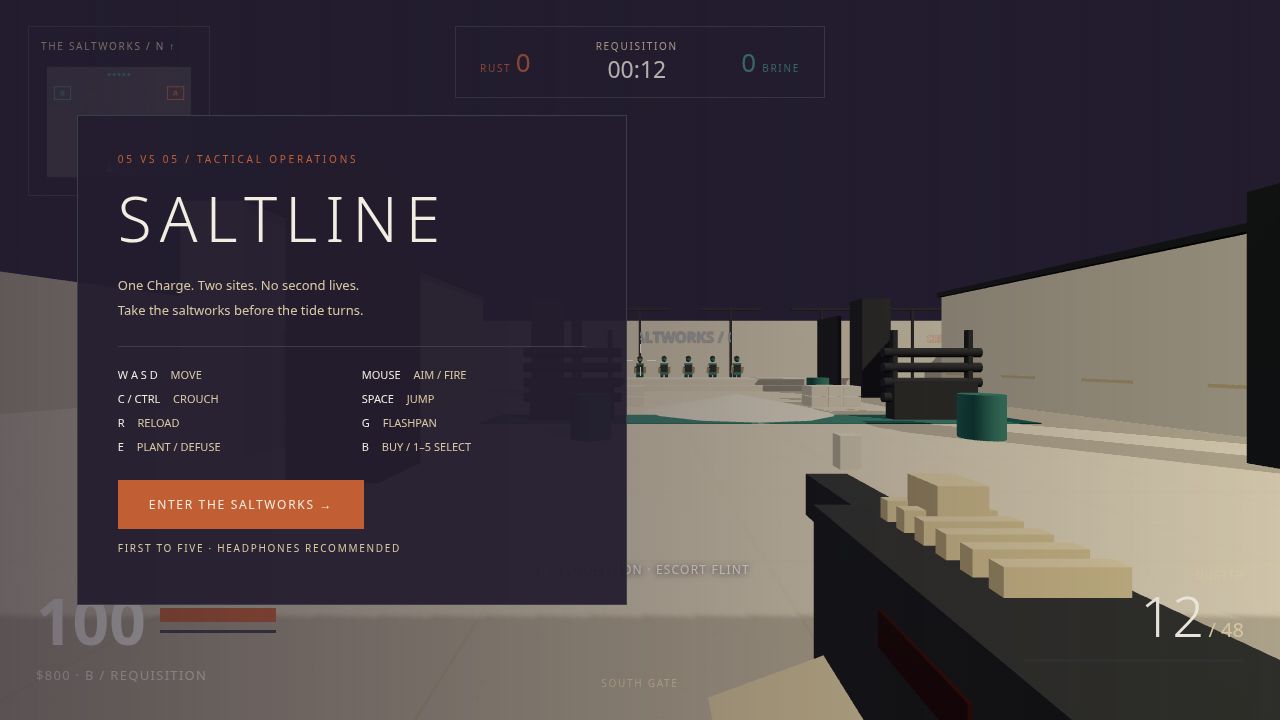 THE SALTWORKS / N ↑
B
A
RUST 0
REQUISITION
00:12
0 BRINE
05 VS 05 / TACTICAL OPERATIONS
SALTLINE
One Charge. Two sites. No second lives.
Take the saltworks before the tide turns.
W A S D MOVE
MOUSE AIM / FIRE
C / CTRL CROUCH
SPACE JUMP
R RELOAD
G FLASHPAN
E PLANT / DEFUSE
B BUY / 1–5 SELECT
ENTER THE SALTWORKS →
FIRST TO FIVE · HEADPHONES RECOMMENDED
ALTWORKS /
· ESCORT FLINT
100
$800 · B / REQUISITION
12 / 48
SOUTH GATE